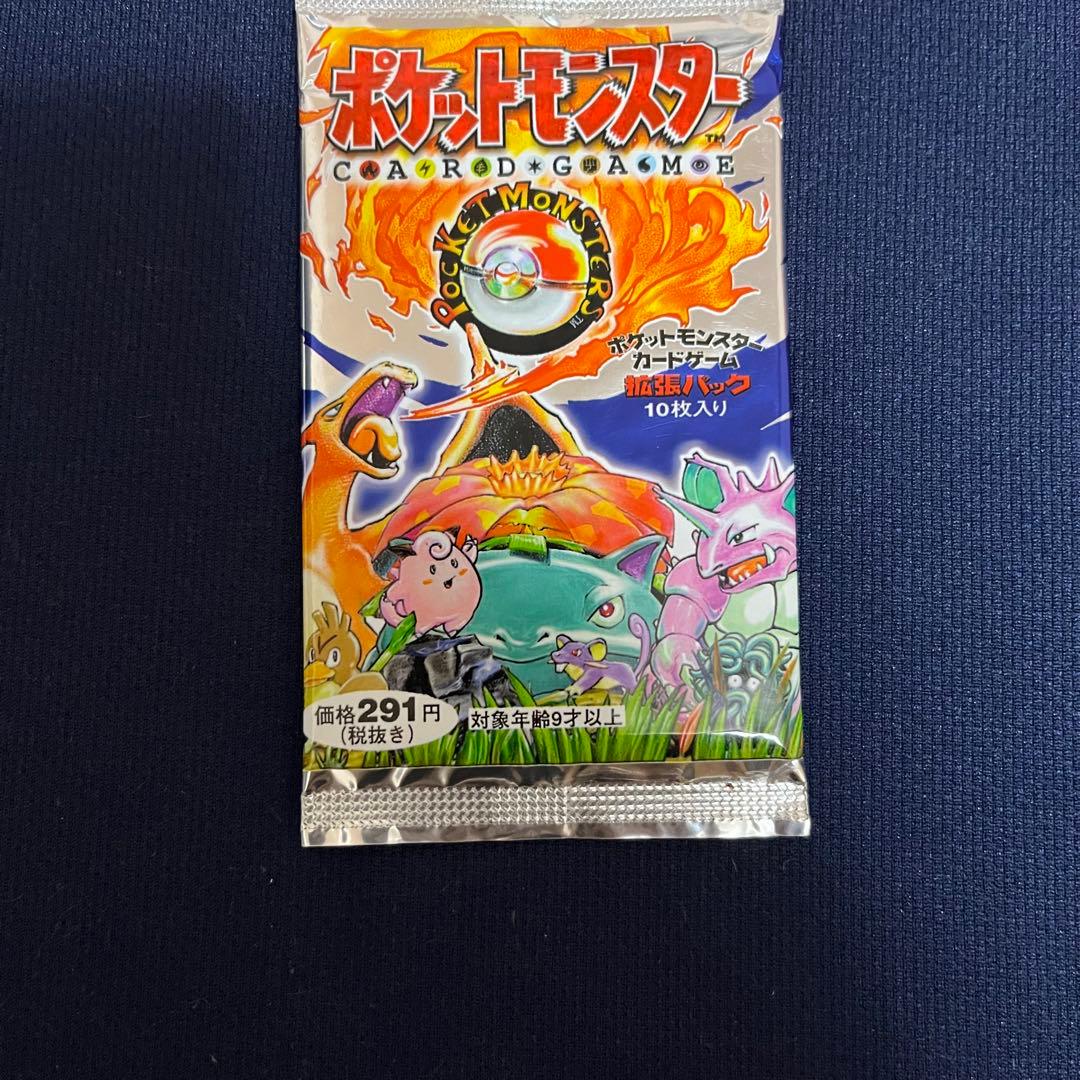 ポケットモンスター
TM
CARD GAME
POCKET MONSTERS
TM
ポケットモンスター
カードゲーム
拡張パック
10枚入り
価格291円
(税抜き)
対象年齢9才以上